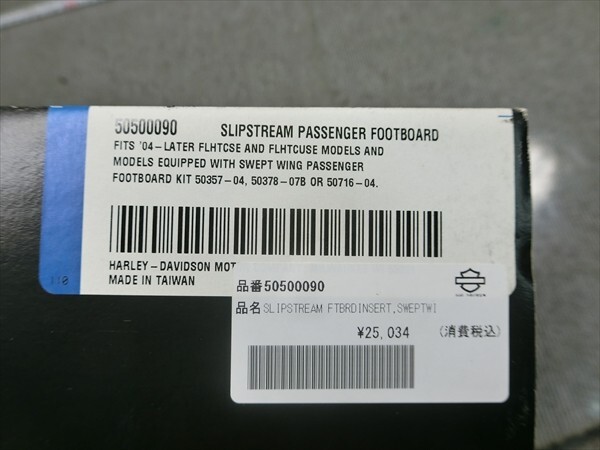 50500090 SLIPSTREAM PASSENGER FOOTBOARD
FITS '04-LATER FLHTCSE AND FLHTCUSE MODELS AND
MODELS EQUIPPED WITH SWEPT WING PASSENGER
FOOTBOARD KIT 50357-04, 50378-07B OR 50716-04.
HARLEY-DAVIDSON MOT
MADE IN TAIWAN
品番50500090
品名SLIPSTREAM FTBRDINSERT,SWEPTWI
¥25,034 (消費税込)